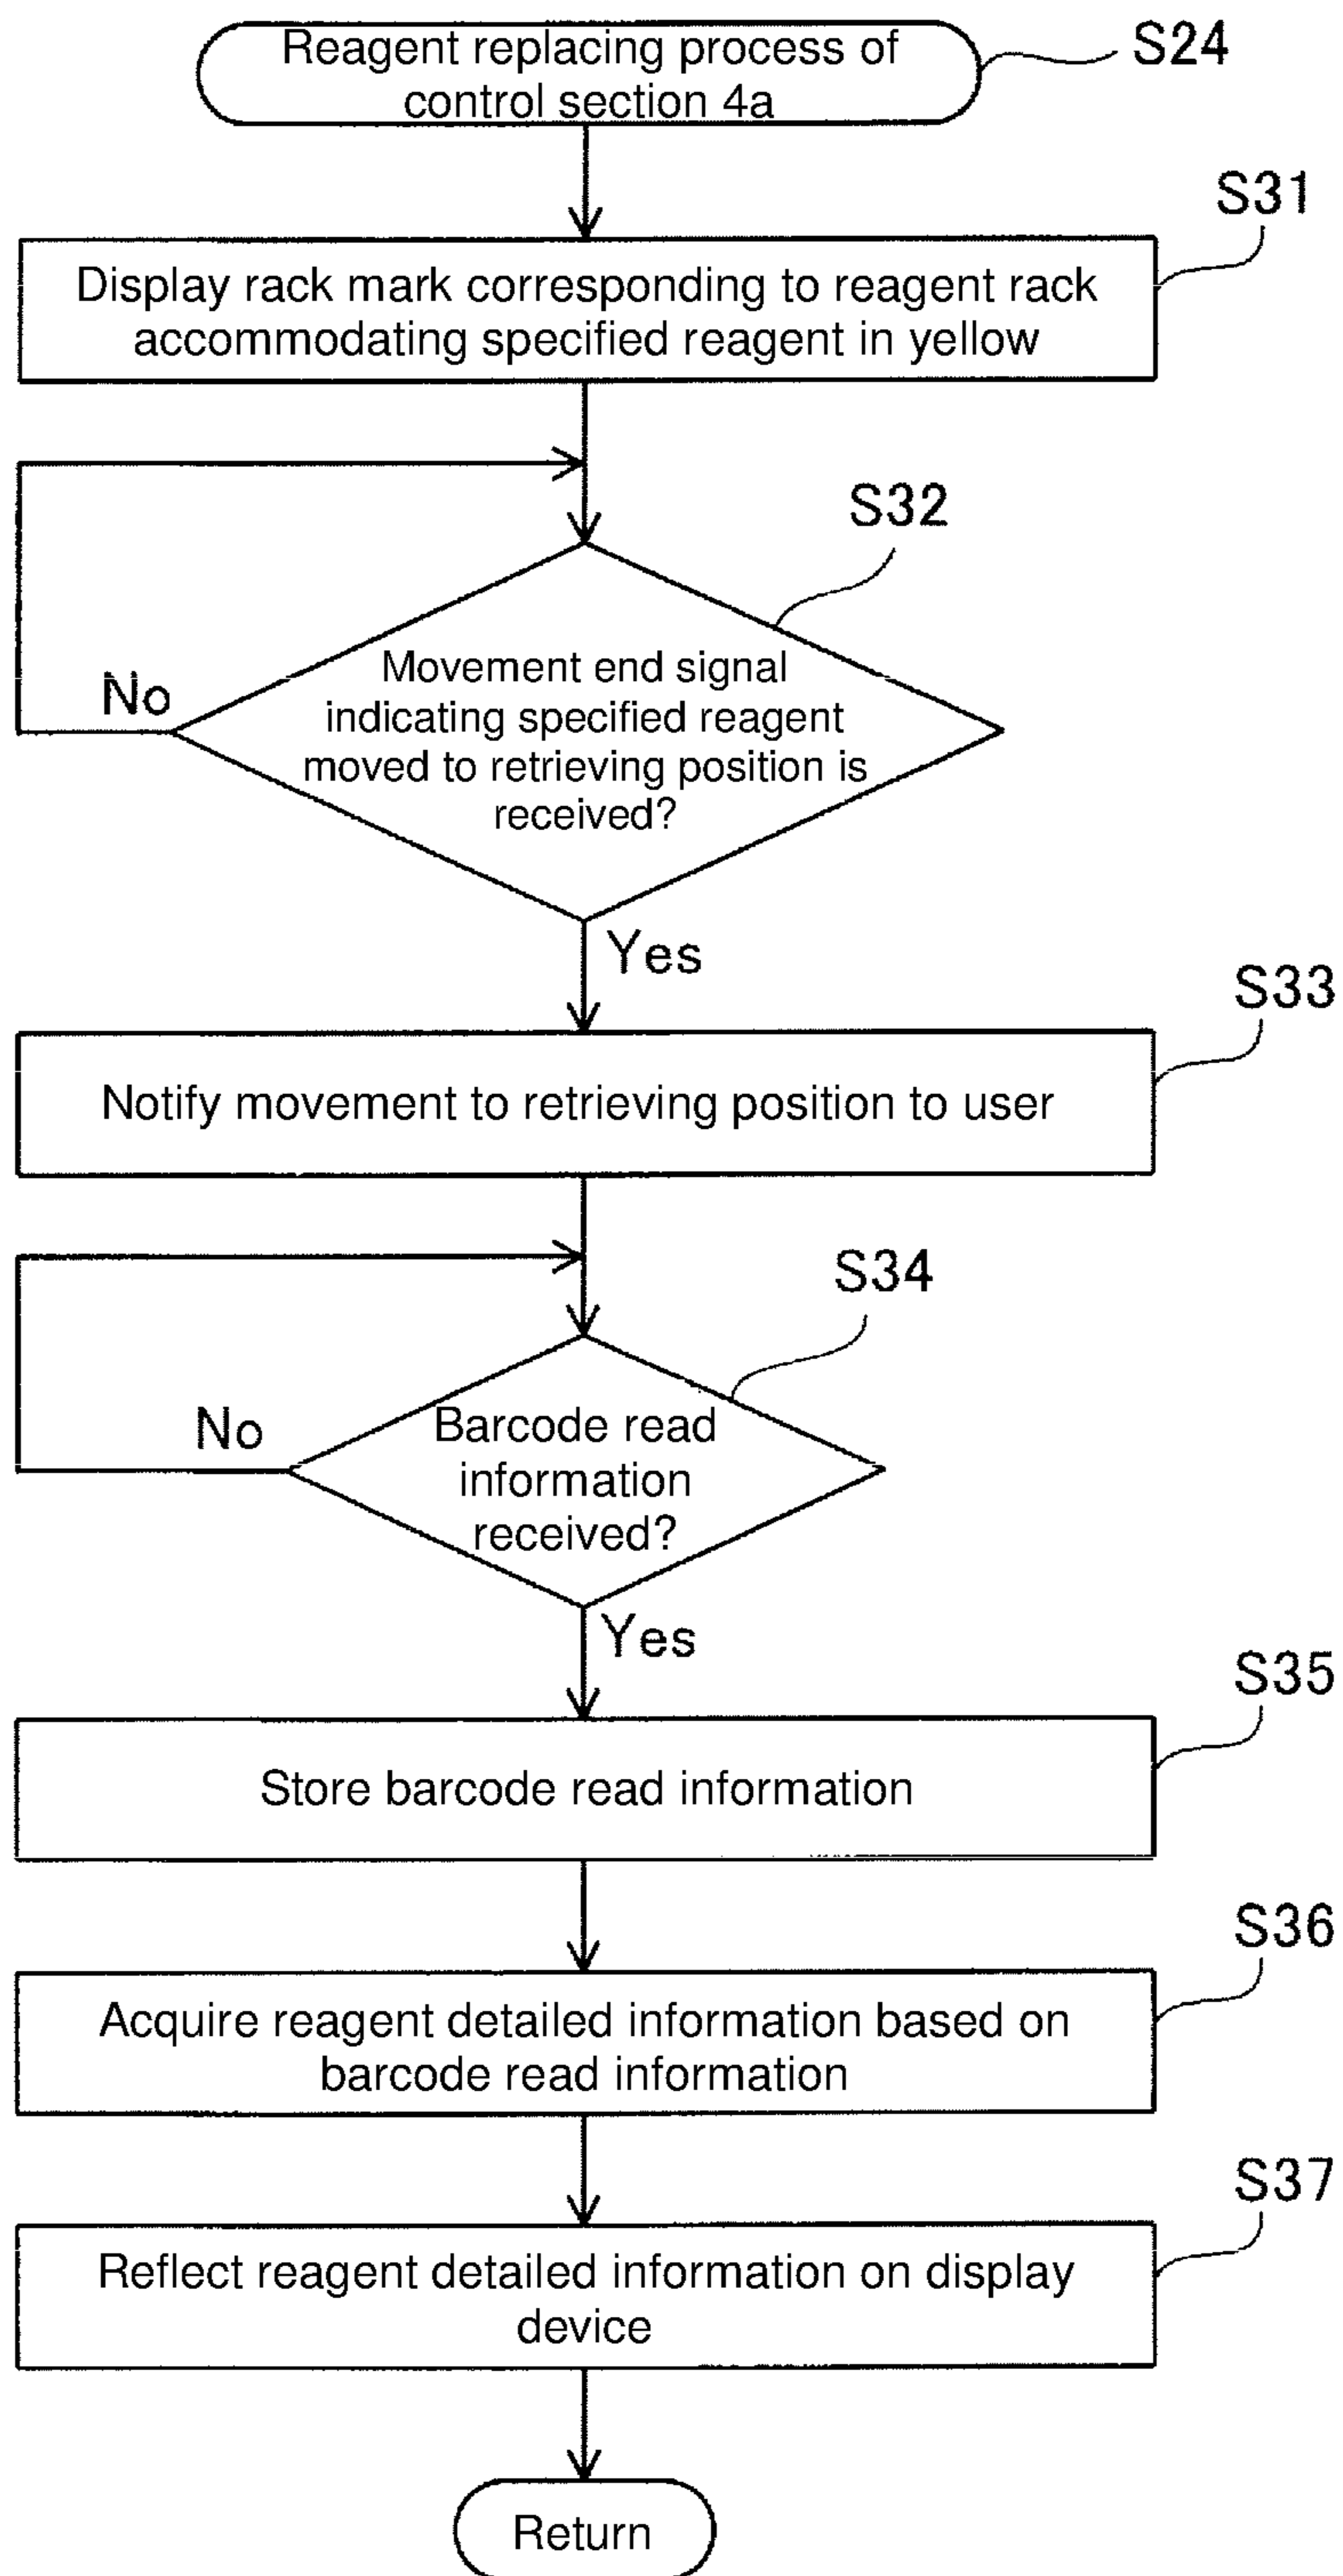 Reagent replacing process of
control section 4a
S24
S31
Display rack mark corresponding to reagent rack
accommodating specified reagent in yellow
S32
No
Movement end signal
indicating specified reagent
moved to retrieving position is
received?
Yes
S33
Notify movement to retrieving position to user
S34
No
Barcode read
information
received?
Yes
S35
Store barcode read information
S36
Acquire reagent detailed information based on
barcode read information
S37
Reflect reagent detailed information on display
device
Return